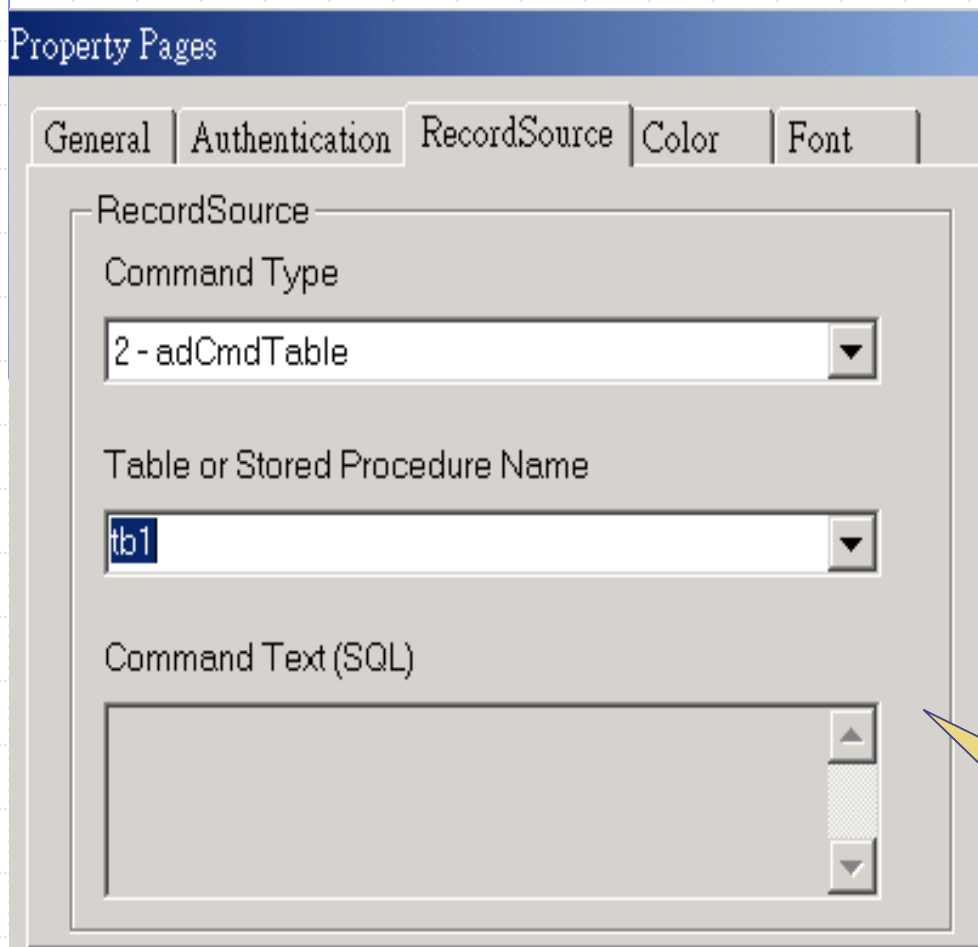 Property Pages
General Authentication RecordSource Color Font
RecordSource
Command Type
2 - adCmdTable
Table or Stored Procedure Name
tb1
Command Text (SQL)